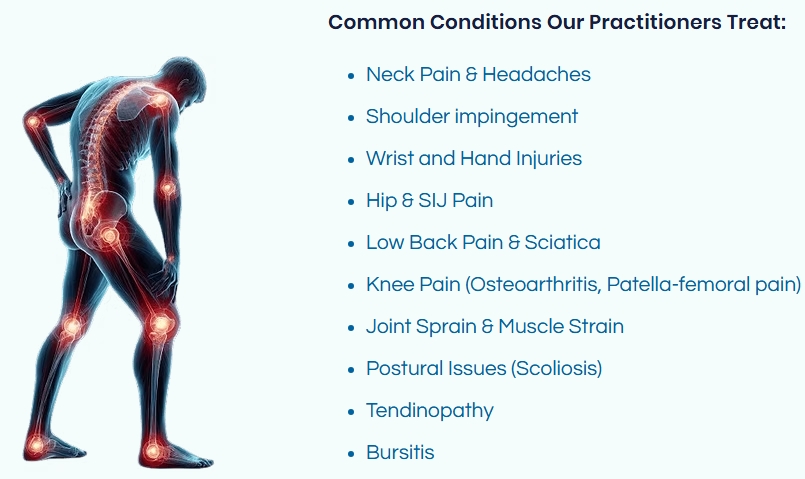 Common Conditions Our Practitioners Treat:
• Neck Pain & Headaches
• Shoulder impingement
• Wrist and Hand Injuries
• Hip & SIJ Pain
• Low Back Pain & Sciatica
• Knee Pain (Osteoarthritis, Patella-femoral pain)
• Joint Sprain & Muscle Strain
• Postural Issues (Scoliosis)
• Tendinopathy
• Bursitis